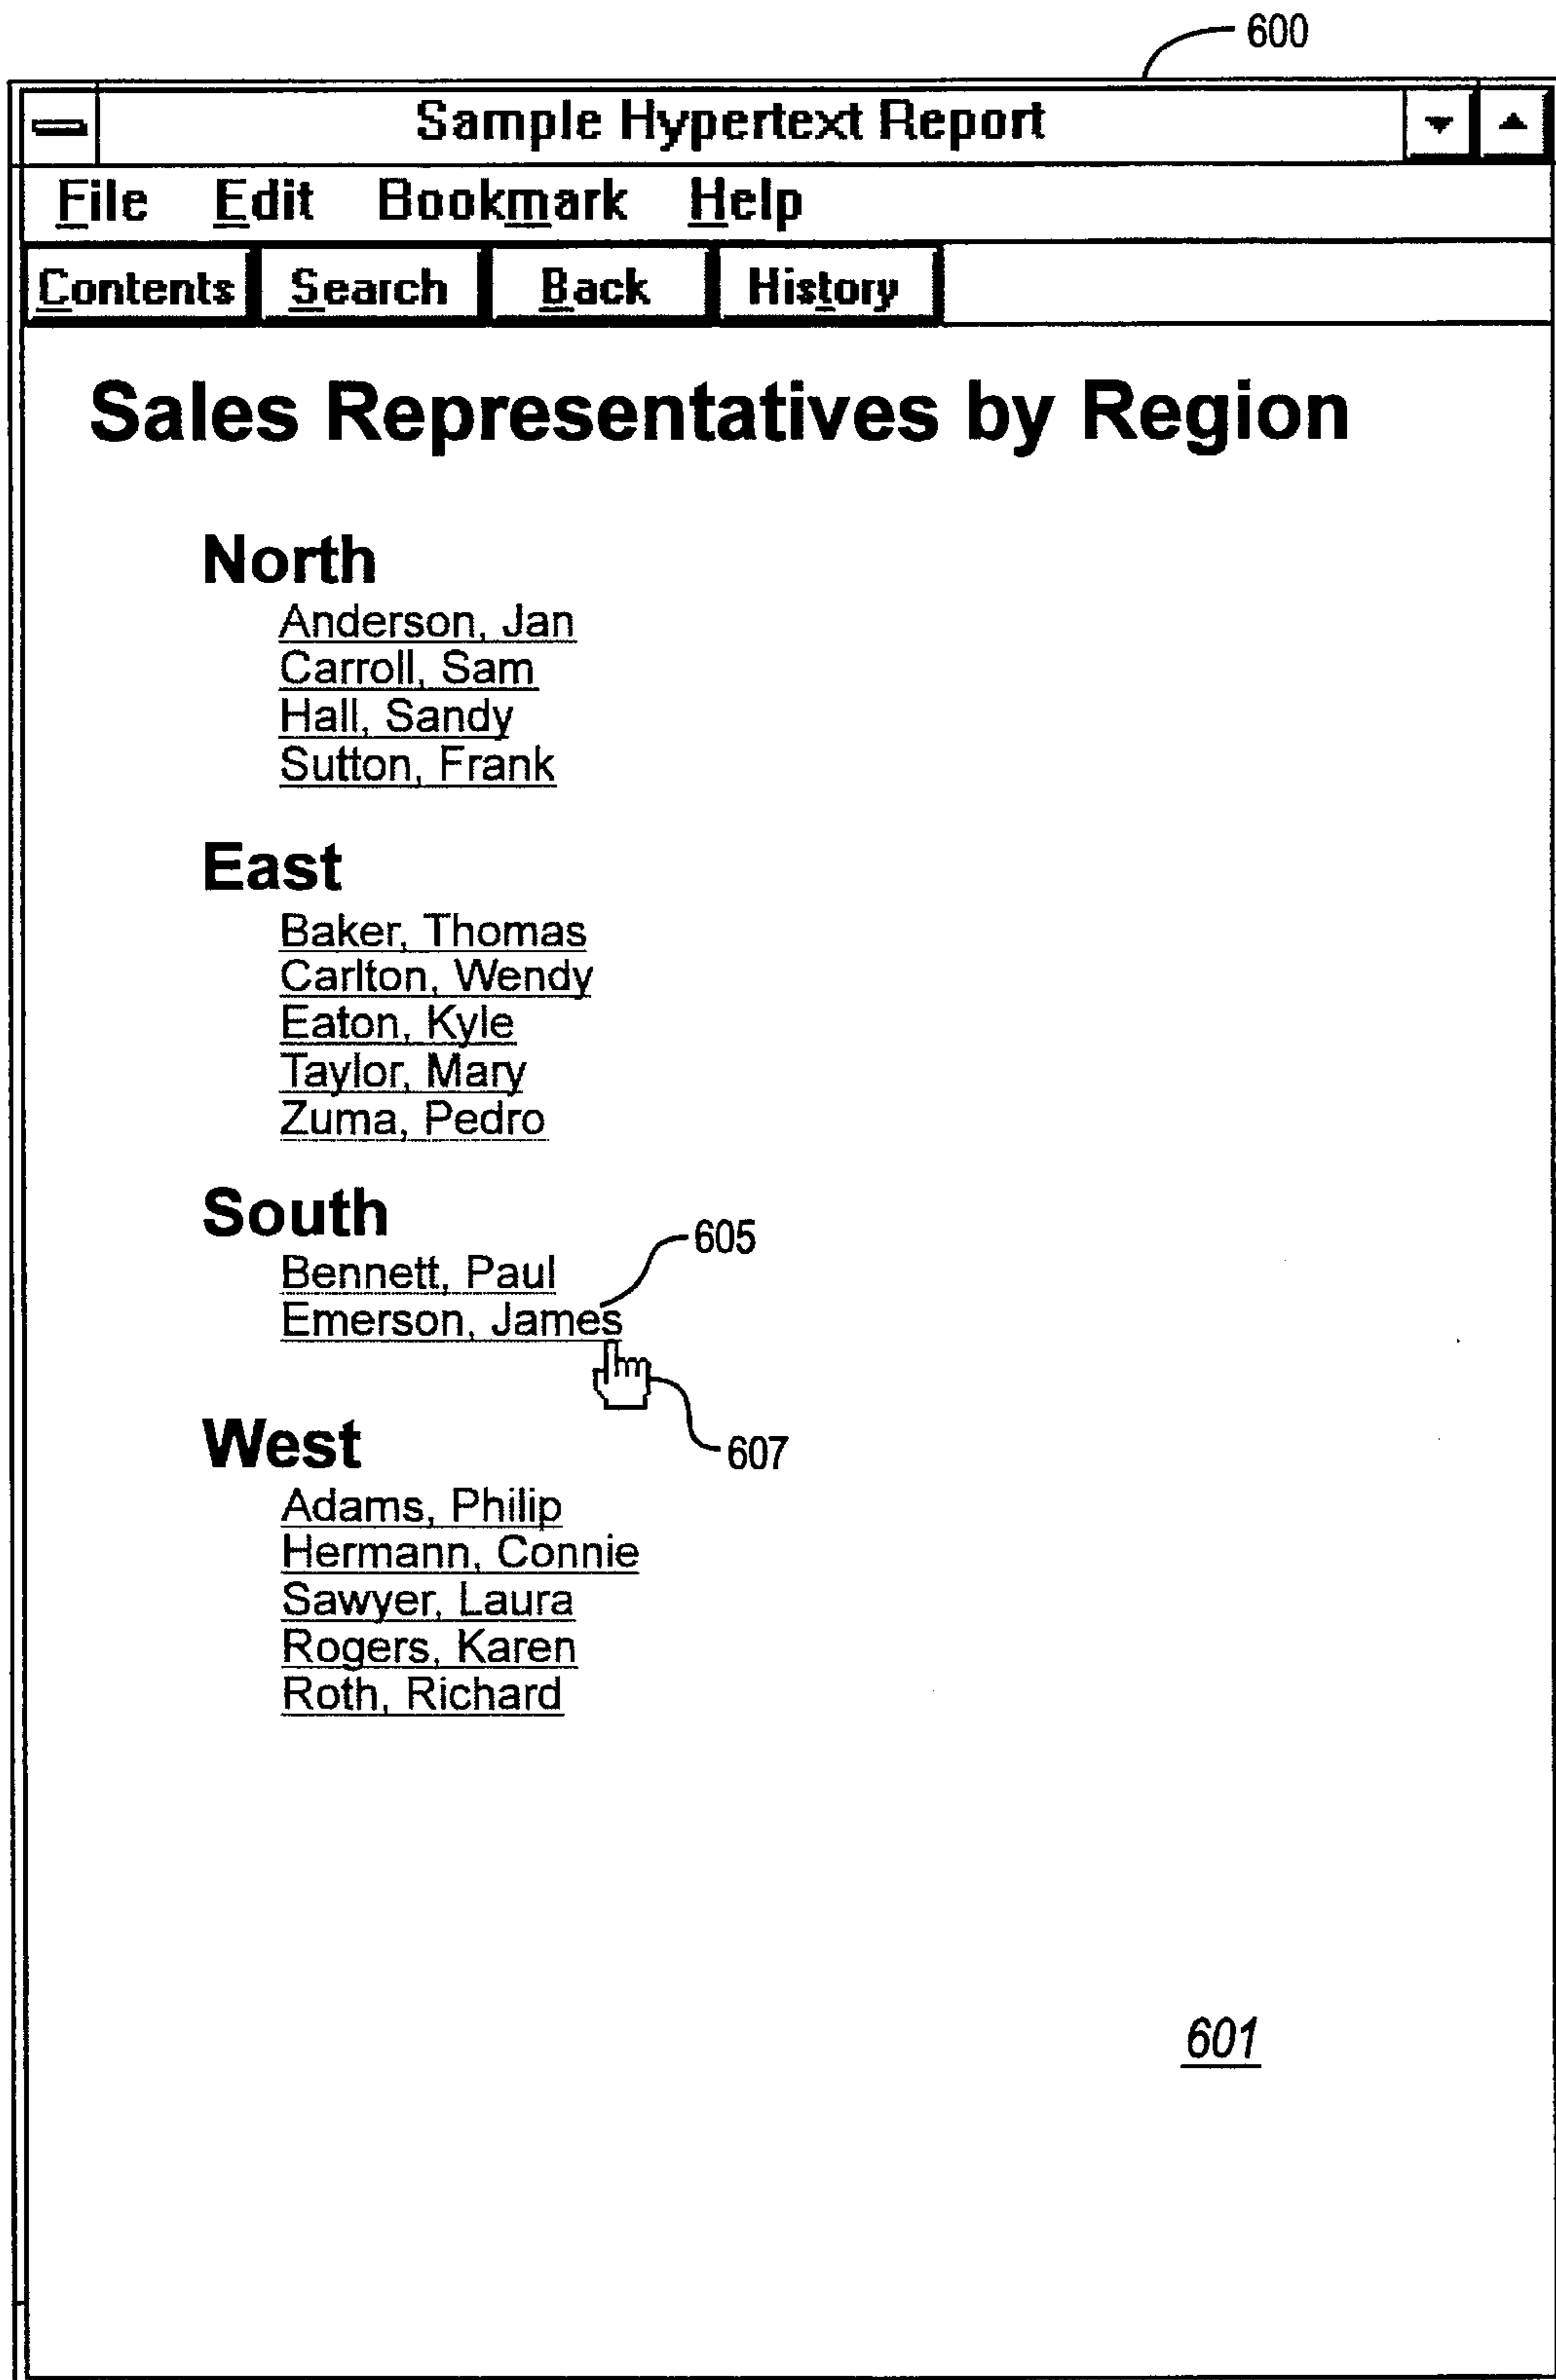 600
Sample Hypertext Report
File Edit Bookmark Help
Contents Search Back History
Sales Representatives by Region
North
Anderson, Jan
Carroll, Sam
Hall, Sandy
Sutton, Frank
East
Baker, Thomas
Carlton, Wendy
Eaton, Kyle
Taylor, Mary
Zuma, Pedro
South
605
Bennett, Paul
Emerson, James
607
West
Adams, Philip
Hermann, Connie
Sawyer, Laura
Rogers, Karen
Roth, Richard
601